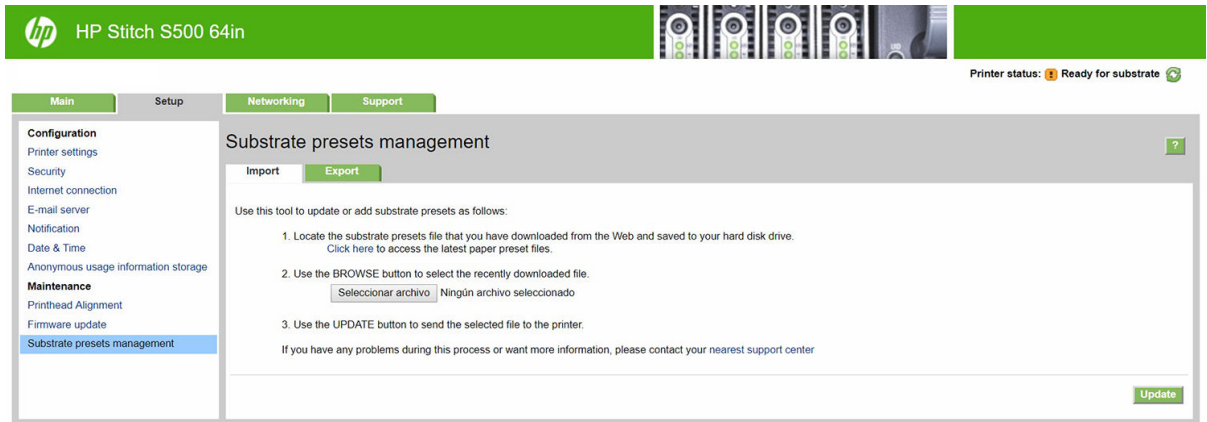 hp HP Stitch S500 64in
UID
Printer status: Ready for substrate
Main Setup Networking Support
Configuration
Printer settings
Security
Internet connection
E-mail server
Notification
Date & Time
Anonymous usage information storage
Maintenance
Printhead Alignment
Firmware update
Substrate presets management
Substrate presets management
?
Import Export
Use this tool to update or add substrate presets as follows:
1. Locate the substrate presets file that you have downloaded from the Web and saved to your hard disk drive.
Click here to access the latest paper preset files.
2. Use the BROWSE button to select the recently downloaded file.
Seleccionar archivo Ningún archivo seleccionado
3. Use the UPDATE button to send the selected file to the printer.
If you have any problems during this process or want more information, please contact your nearest support center
Update